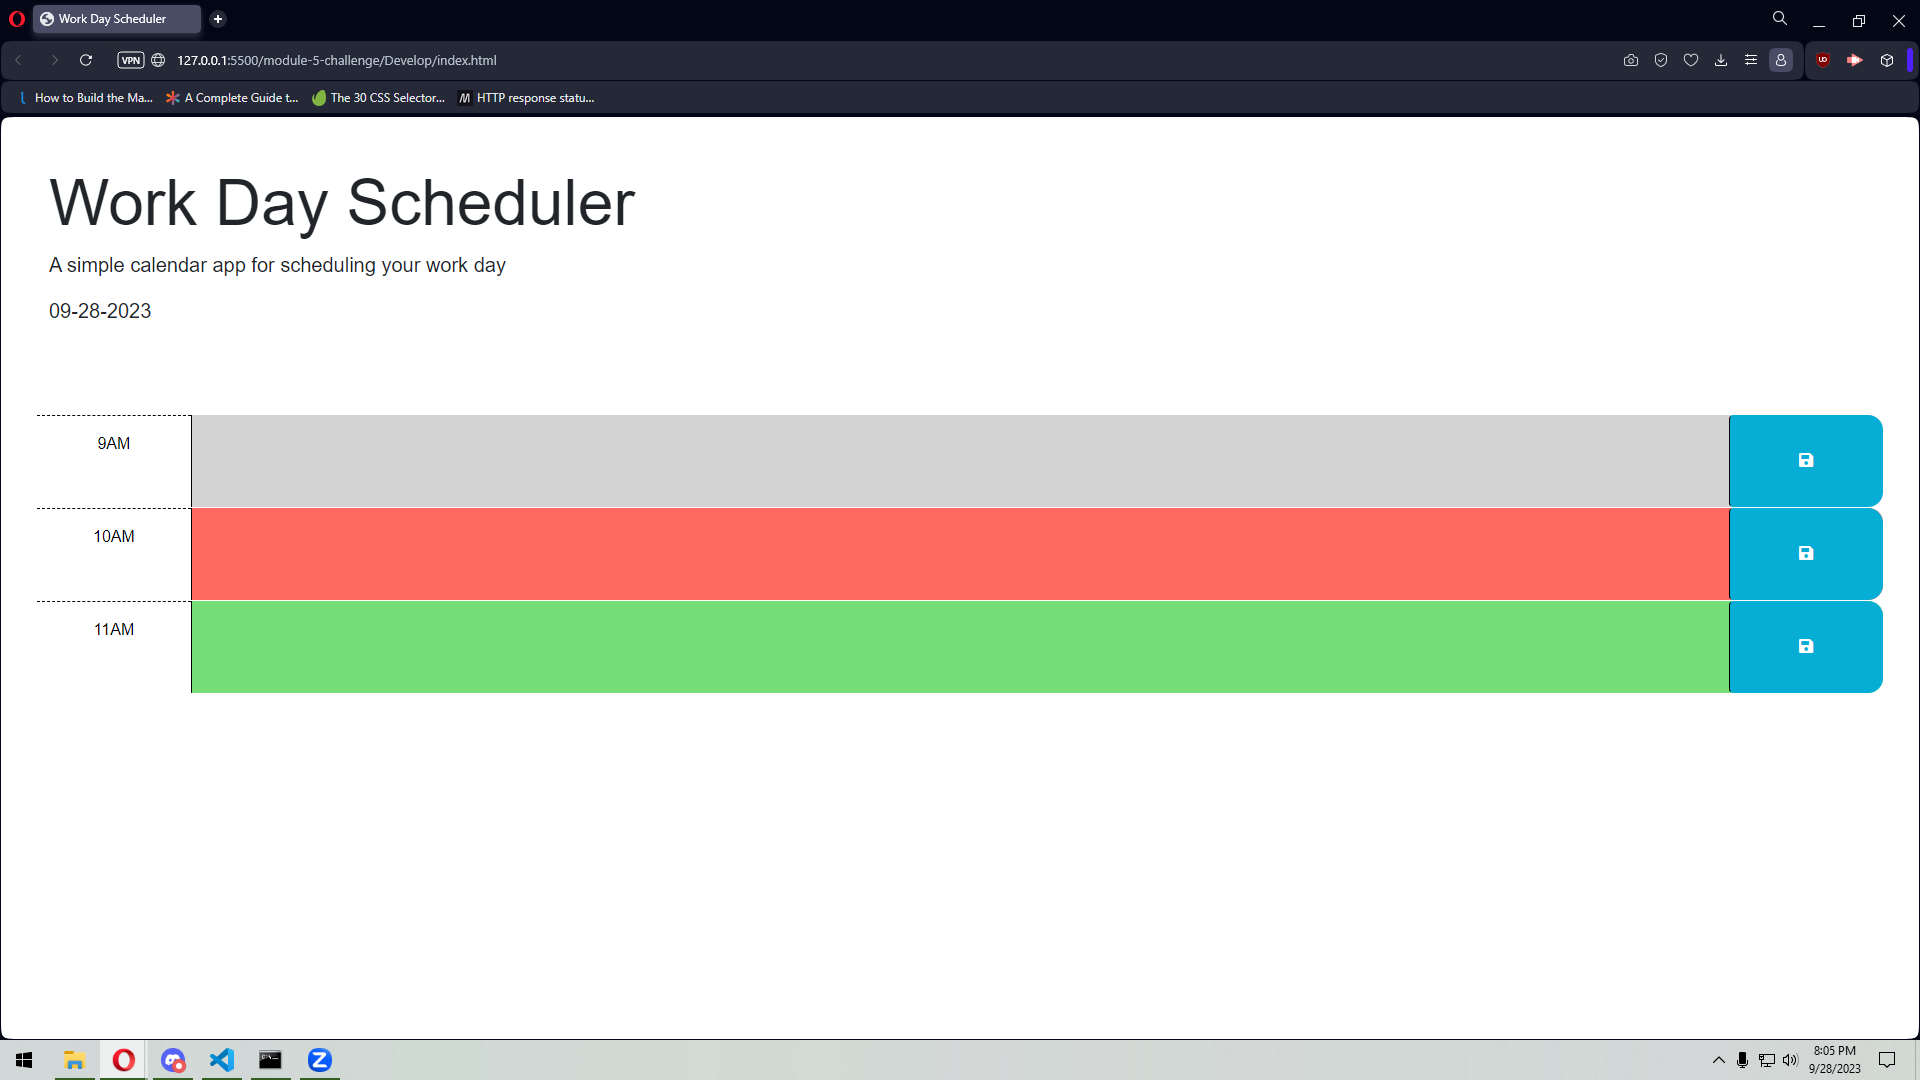 Work Day Scheduler
VPN 127.0.0.1:5500/module-5-challenge/Develop/index.html
How to Build the Ma... A Complete Guide t... The 30 CSS Selector... M HTTP response statu...
Work Day Scheduler
A simple calendar app for scheduling your work day
09-28-2023
9AM
10AM
11AM
8:05 PM
9/28/2023